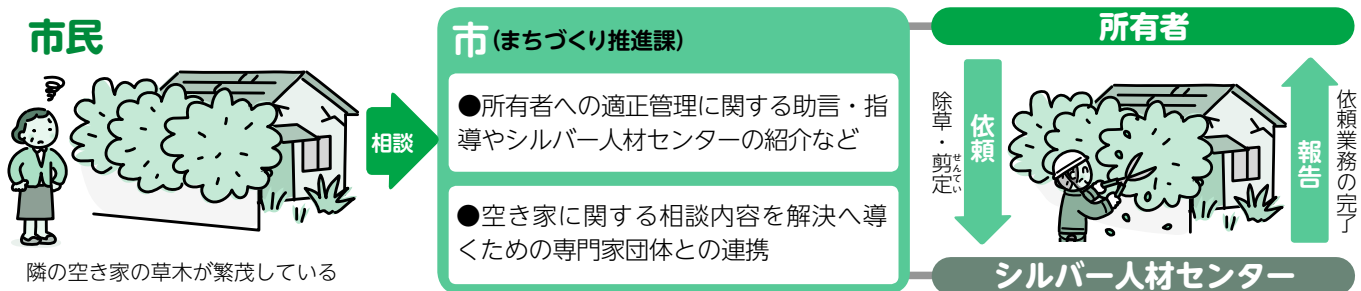 市民
隣の空き家の草木が繁茂している
相談
市(まちづくり推進課)
●所有者への適正管理に関する助言・指
導やシルバー人材センターの紹介など
●空き家に関する相談内容を解決へ導
くための専門家団体との連携
所有者
依頼
除草・剪定
せんてい
報告
依頼業務の完了
シルバー人材センター